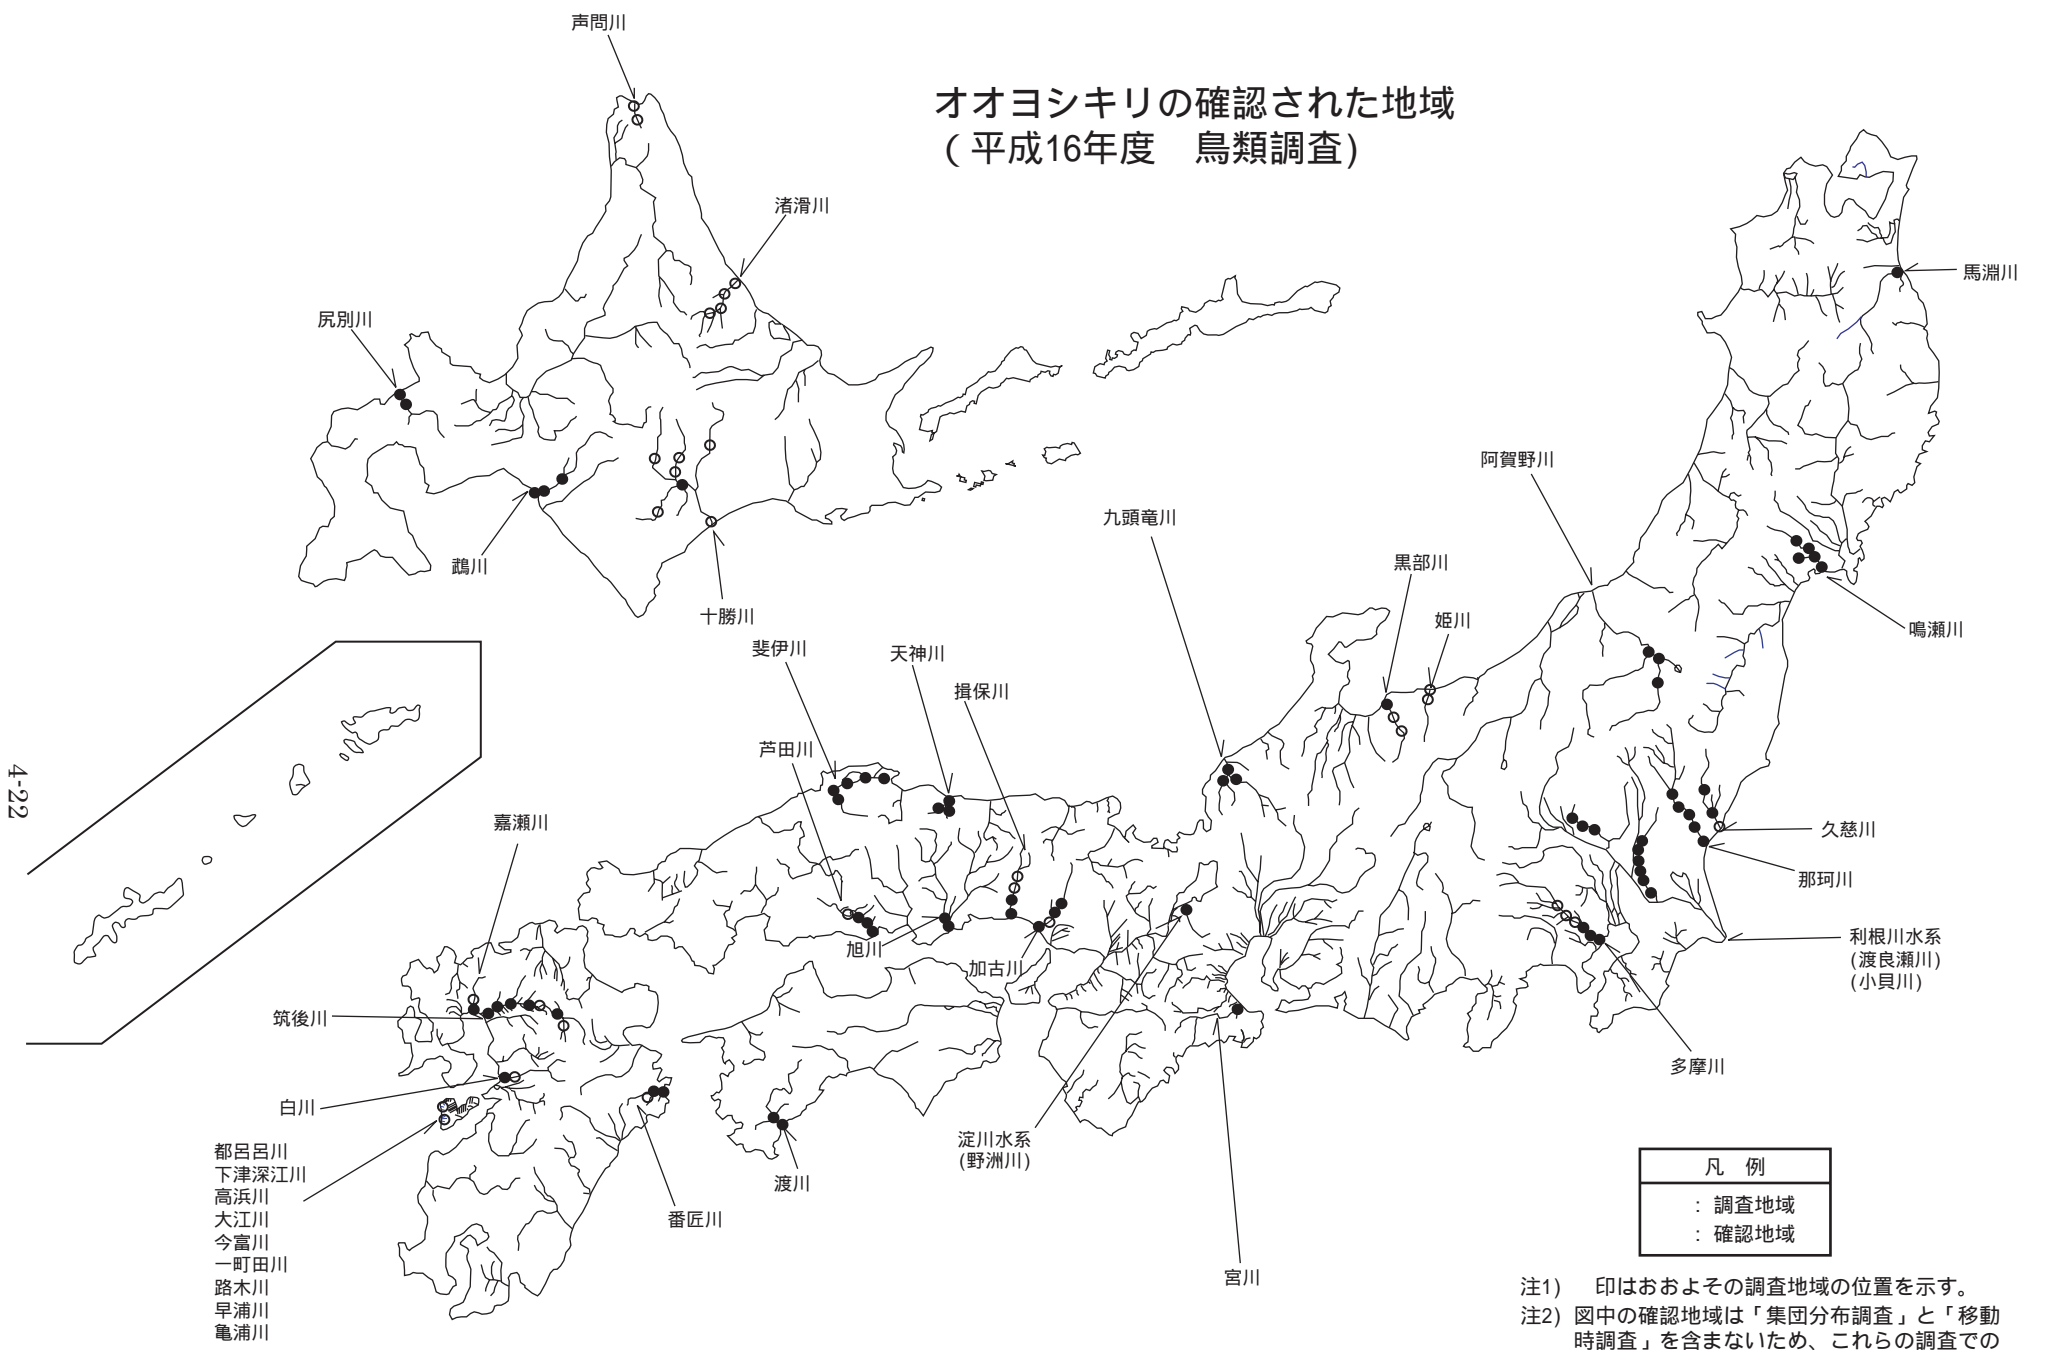 オオヨシキリの確認された地域
(平成16年度 鳥類調査)
声問川
渚滑川
尻別川
鵡川
十勝川
馬淵川
阿賀野川
九頭竜川
黒部川
姫川
鳴瀬川
斐伊川
天神川
揖保川
芦田川
嘉瀬川
旭川
加古川
筑後川
白川
久慈川
那珂川
利根川水系
(渡良瀬川)
(小貝川)
多摩川
淀川水系
(野洲川)
渡川
番匠川
宮川
都呂呂川
下津深江川
高浜川
大江川
今富川
一町田川
路木川
早浦川
亀浦川
凡 例
: 調査地域
: 確認地域
注1) 印はおおよその調査地域の位置を示す。
注2) 図中の確認地域は「集団分布調査」と「移動
時調査」を含まないため、これらの調査での
4-22